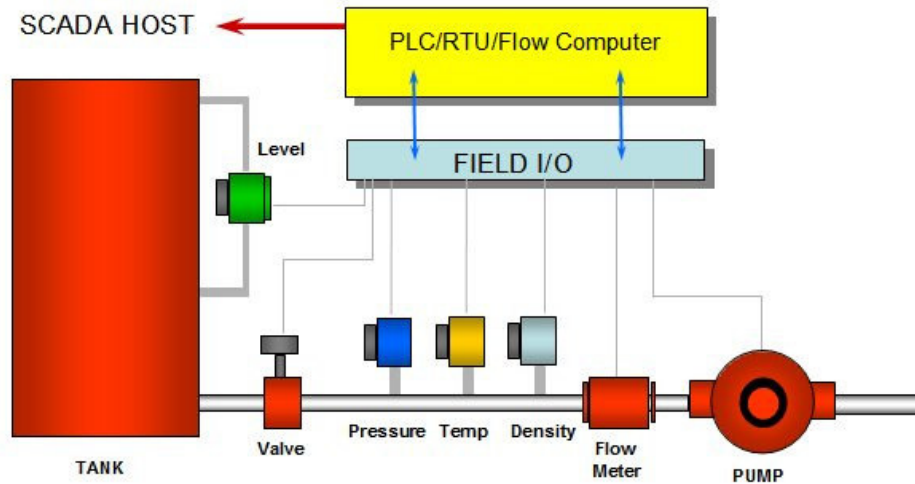 SCADA HOST
PLC/RTU/Flow Computer
FIELD I/O
Level
Valve
Pressure
Temp
Density
Flow
Meter
TANK
PUMP